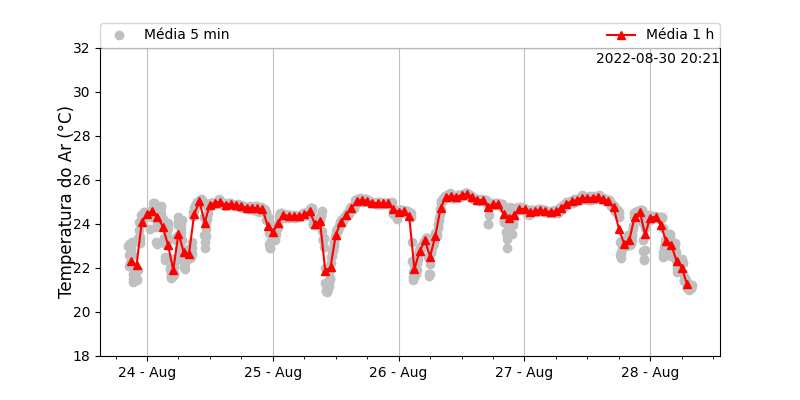 Média 5 min
Média 1 h
2022-08-30 20:21
Temperatura do Ar (°C)
32
30
28
26
24
22
20
18
24 - Aug
25 - Aug
26 - Aug
27 - Aug
28 - Aug